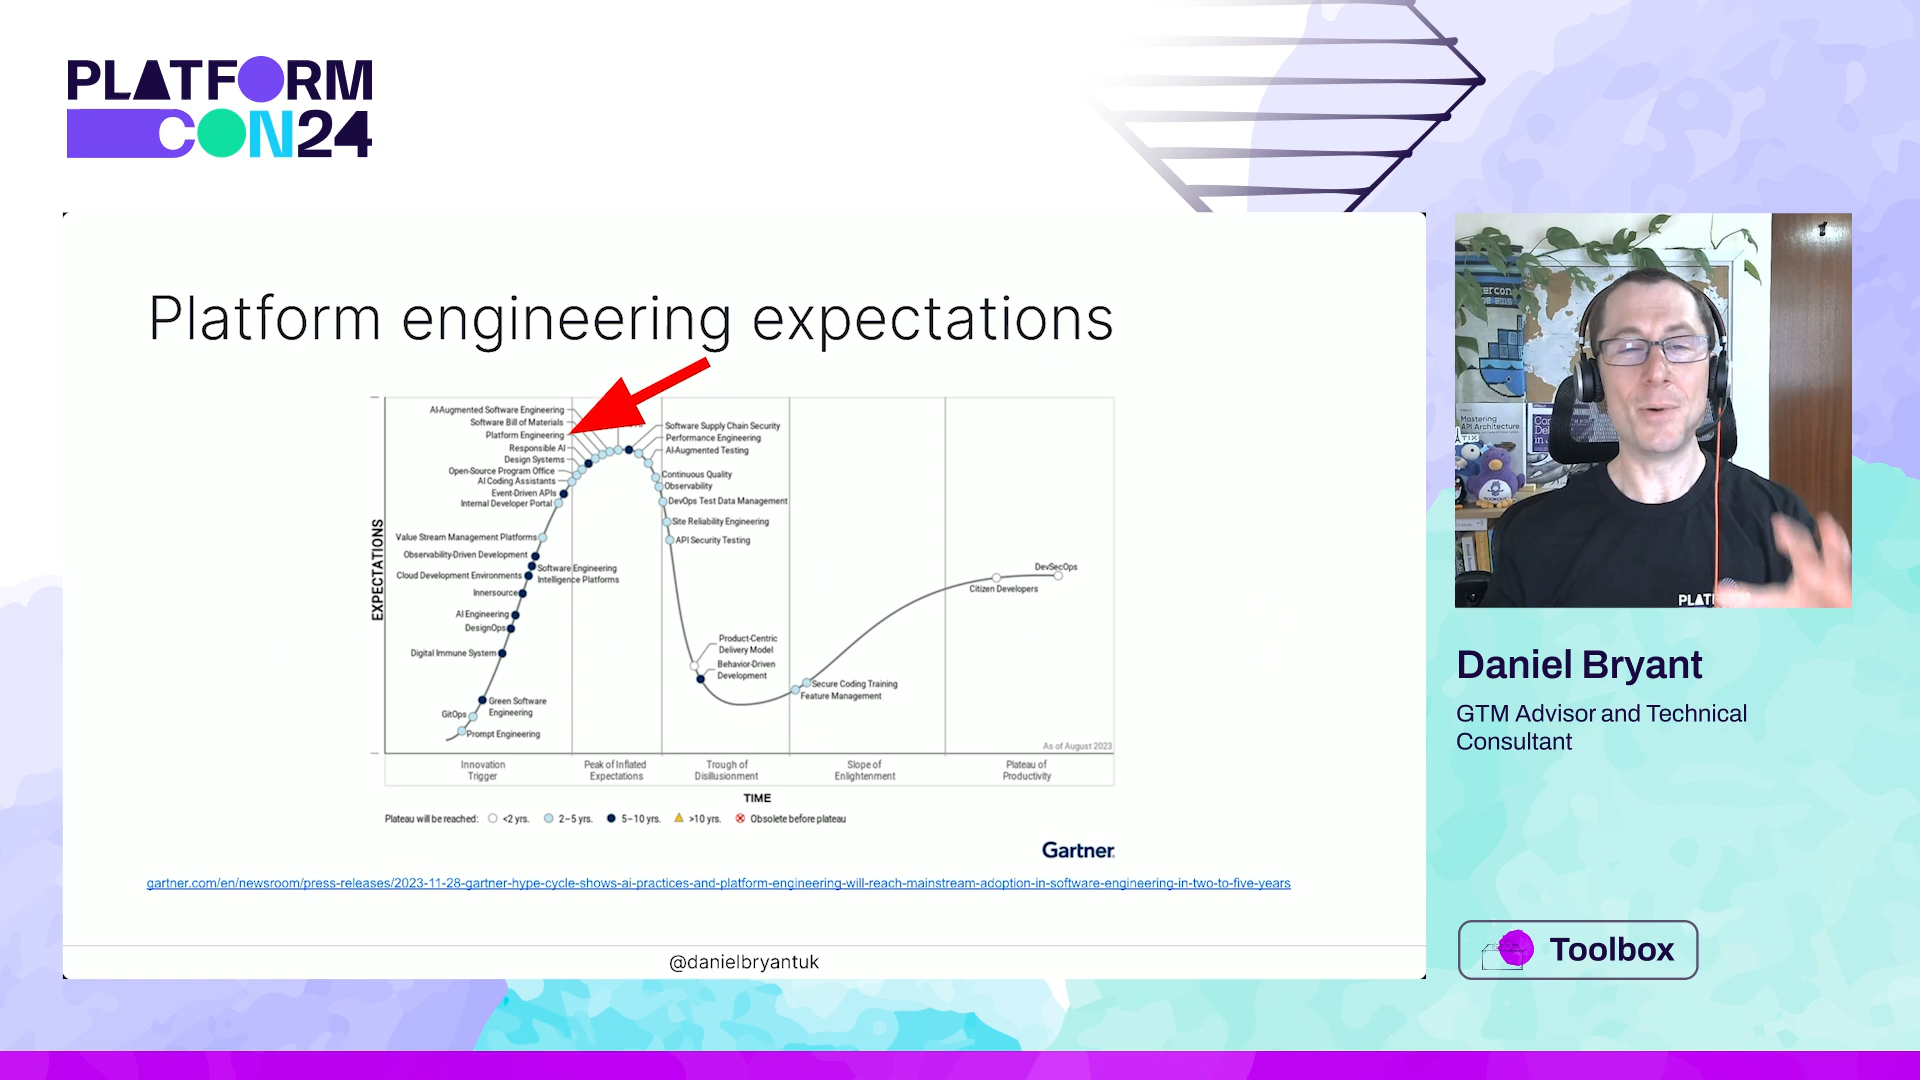 PLATFORM
CON24
Platform engineering expectations
EXPECTATIONS
AI-Augmented Software Engineering
Software Bill of Materials
Platform Engineering
Responsible AI
Design Systems
Open-Source Program Office
AI Coding Assistants
Event-Driven APIs
Internal Developer Portal
Value Stream Management Platforms
Observability-Driven Development
Cloud Development Environments
Software Engineering
Intelligence Platforms
Innersource
AI Engineering
DesignOps
Digital Immune System
Green Software
Engineering
GitOps
Prompt Engineering
Software Supply Chain Security
Performance Engineering
AI-Augmented Testing
Continuous Quality
Observability
DevOps Test Data Management
Site Reliability Engineering
API Security Testing
Product-Centric
Delivery Model
Behavior-Driven
Development
Secure Coding Training
Feature Management
Citizen Developers
DevSecOps
As of August 2023
Innovation
Trigger
Peak of Inflated
Expectations
Trough of
Disillusionment
Slope of
Enlightenment
Plateau of
Productivity
TIME
Plateau will be reached: <2 yrs. 2–5 yrs. 5–10 yrs. >10 yrs. Obsolete before plateau
Gartner
gartner.com/en/newsroom/press-releases/2023-11-28-gartner-hype-cycle-shows-ai-practices-and-platform-engineering-will-reach-mainstream-adoption-in-software-engineering-in-two-to-five-years
@danielbryantuk
Mastering
API Architecture
PLAT
Daniel Bryant
GTM Advisor and Technical
Consultant
Toolbox